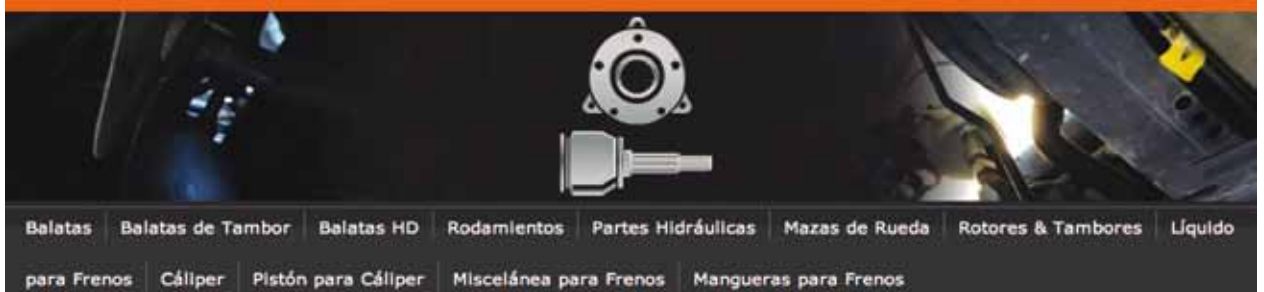 Balatas Balatas de Tambor Balatas HD Rodamientos Partes Hidráulicas Mazas de Rueda Rotores & Tambores Líquido
para Frenos Cáliper Pistón para Cáliper Miscelánea para Frenos Mangueras para Frenos